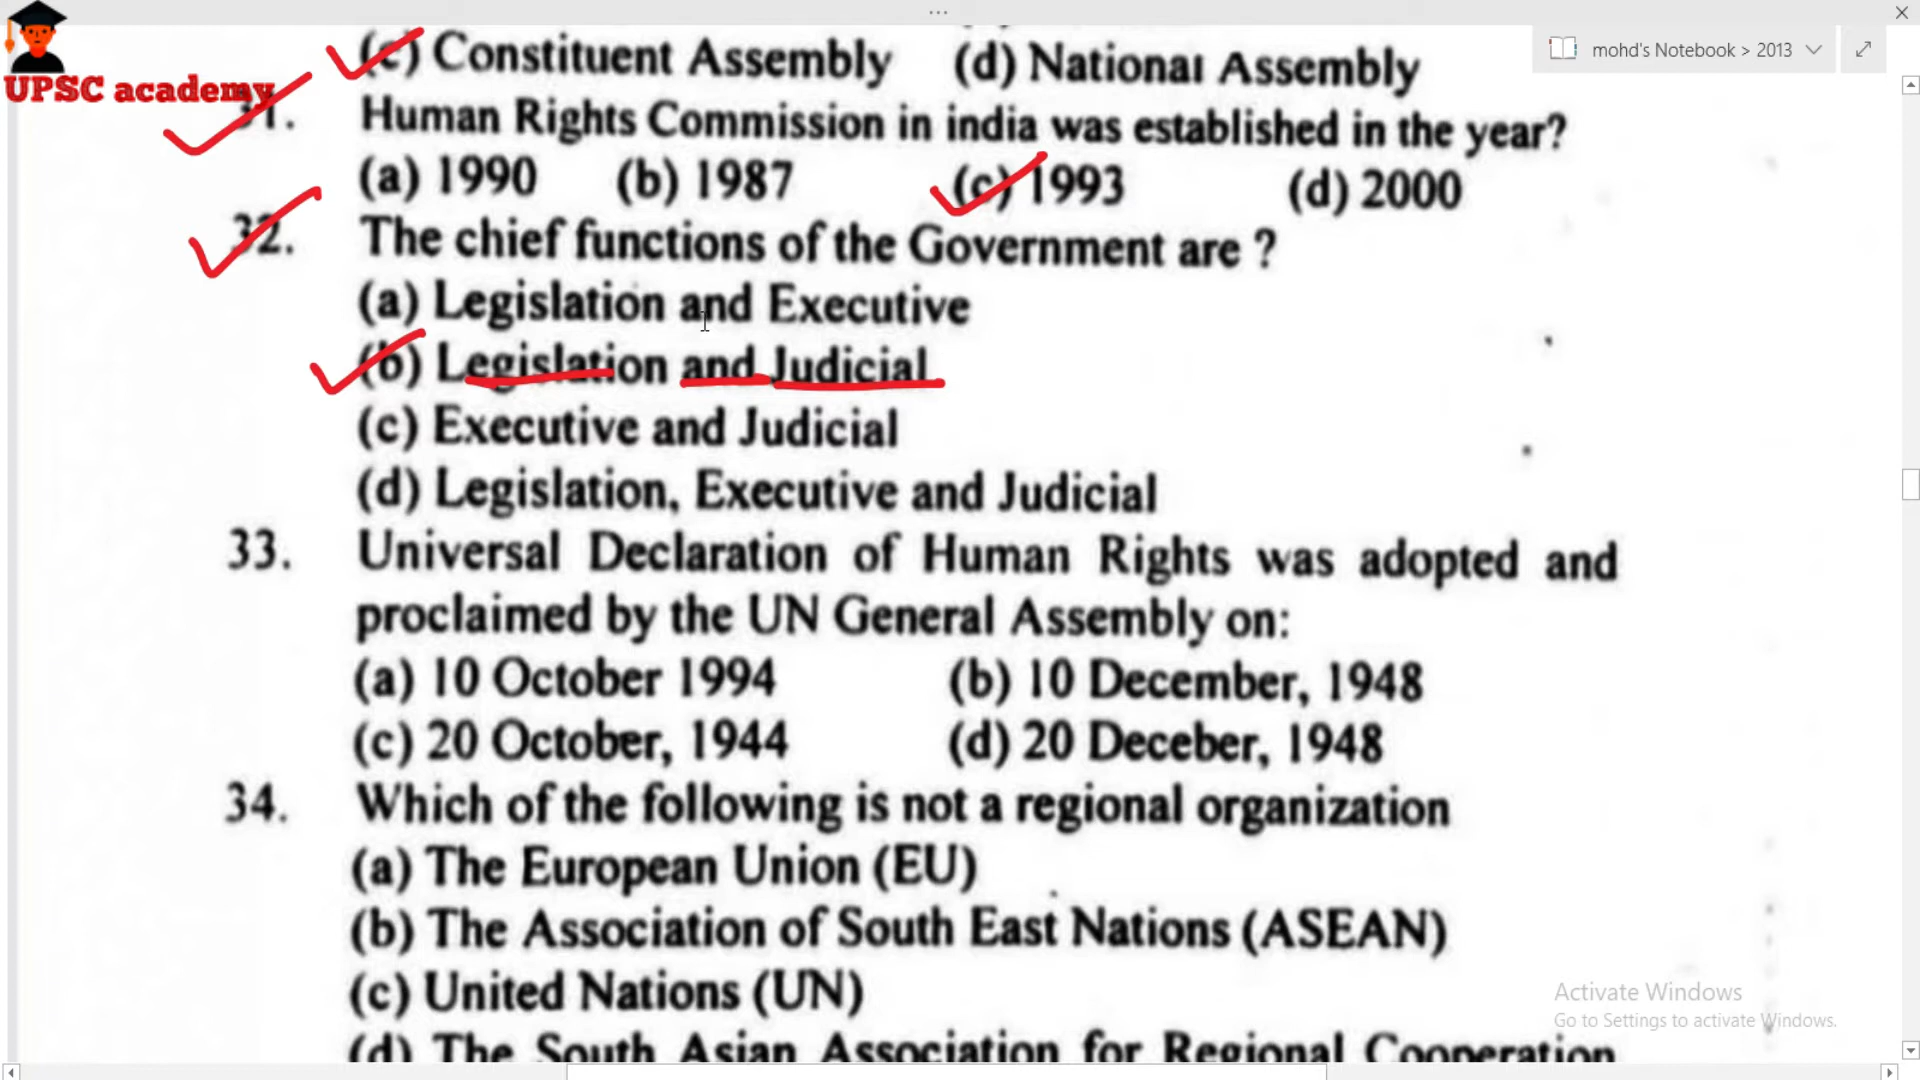 ...
mohd's Notebook > 2013
UPSC academy
(c) Constituent Assembly (d) National Assembly
31. Human Rights Commission in india was established in the year?
(a) 1990 (b) 1987 (c) 1993 (d) 2000
32. The chief functions of the Government are ?
(a) Legislation and Executive
(b) Legislation and Judicial
(c) Executive and Judicial
(d) Legislation, Executive and Judicial
33. Universal Declaration of Human Rights was adopted and
proclaimed by the UN General Assembly on:
(a) 10 October 1994 (b) 10 December, 1948
(c) 20 October, 1944 (d) 20 Deceber, 1948
34. Which of the following is not a regional organization
(a) The European Union (EU)
(b) The Association of South East Nations (ASEAN)
(c) United Nations (UN)
(d) The South Asian Association for Regional Cooperation
Activate Windows
Go to Settings to activate Windows.